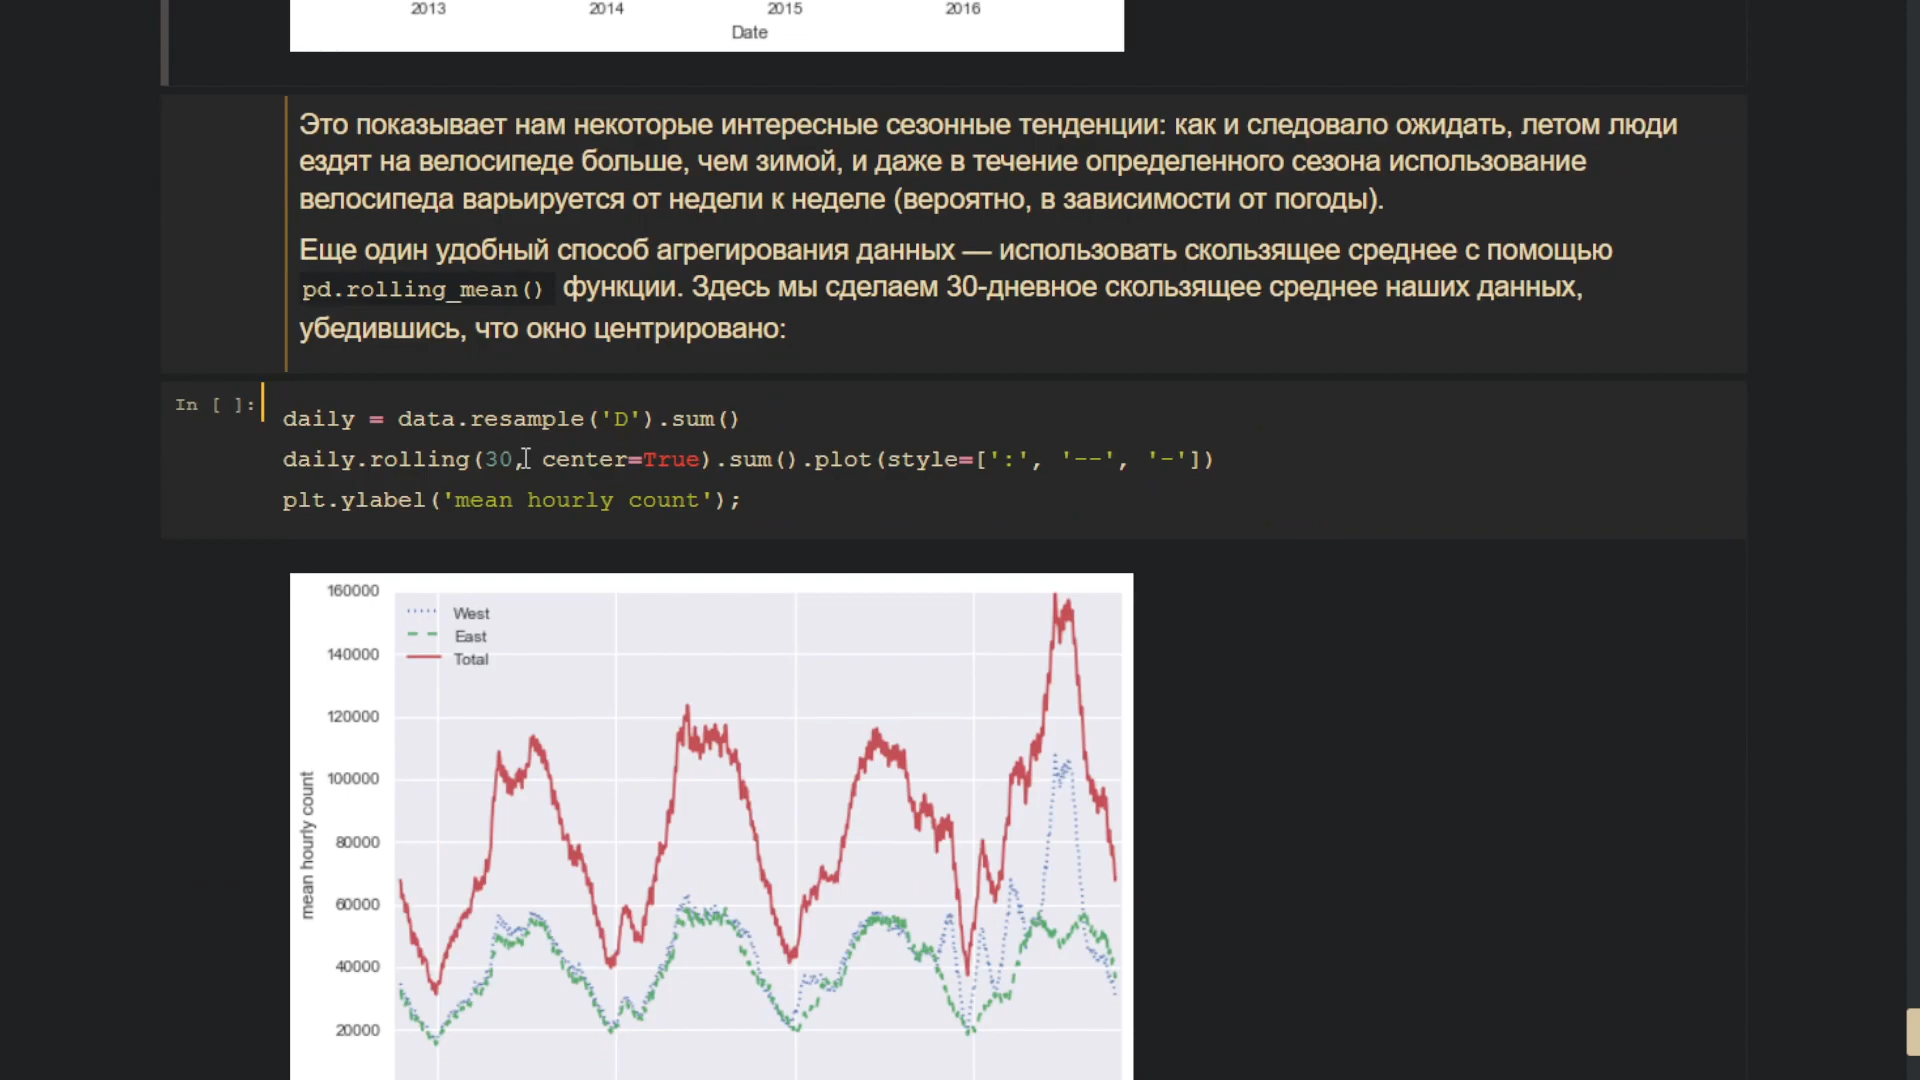 2013 2014 2015 2016
Date
Это показывает нам некоторые интересные сезонные тенденции: как и следовало ожидать, летом люди
ездят на велосипеде больше, чем зимой, и даже в течение определенного сезона использование
велосипеда варьируется от недели к неделе (вероятно, в зависимости от погоды).
Еще один удобный способ агрегирования данных — использовать скользящее среднее с помощью
pd.rolling_mean() функции. Здесь мы сделаем 30-дневное скользящее среднее наших данных,
убедившись, что окно центрировано:
In [ ]:
daily = data.resample('D').sum()
daily.rolling(30, center=True).sum().plot(style=[':', '--', '-'])
plt.ylabel('mean hourly count');
160000
West
East
Total
140000
120000
100000
80000
60000
40000
20000
mean hourly count